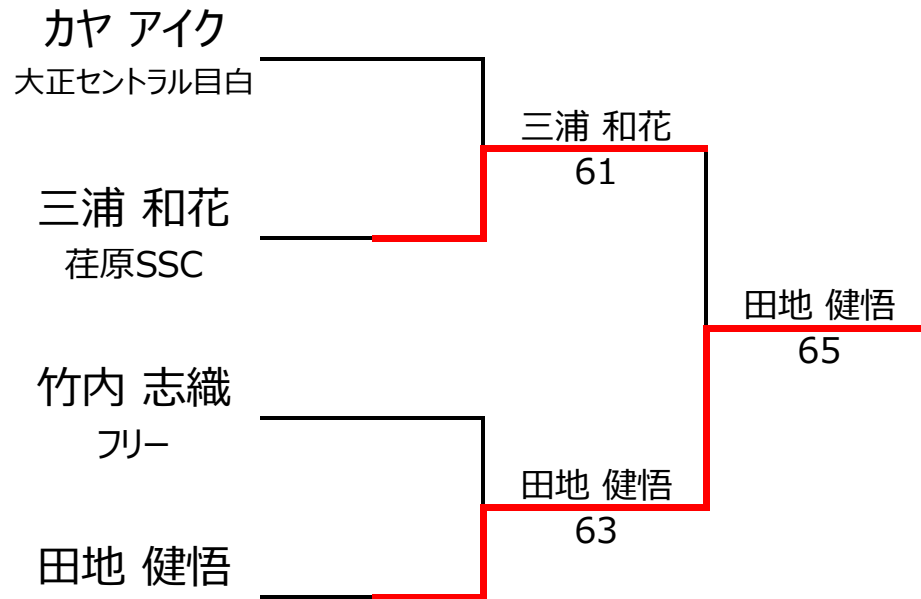 カヤ アイク
大正セントラル目白
三浦 和花
61
三浦 和花
荏原SSC
田地 健悟
65
竹内 志織
フリー
田地 健悟
63
田地 健悟